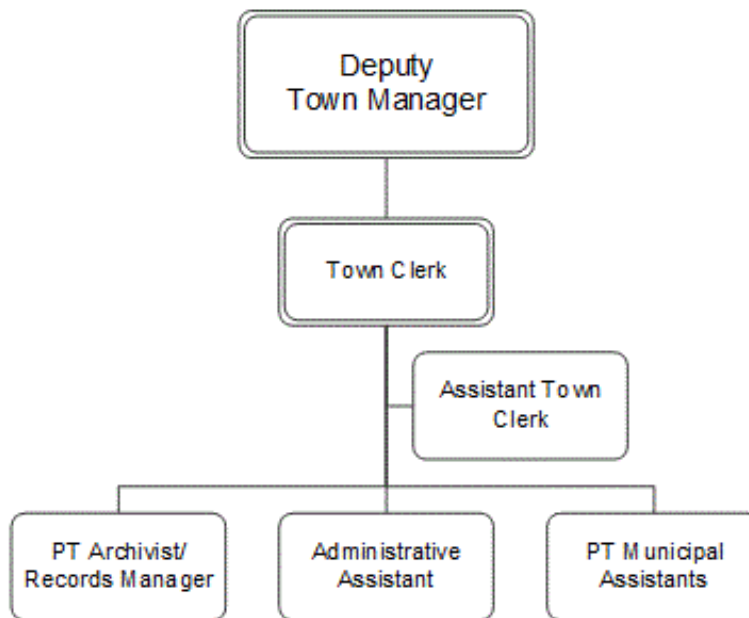 Deputy
Town Manager
Town Clerk
Assistant Town
Clerk
PT Archivist/
Records Manager
Administrative
Assistant
PT Municipal
Assistants